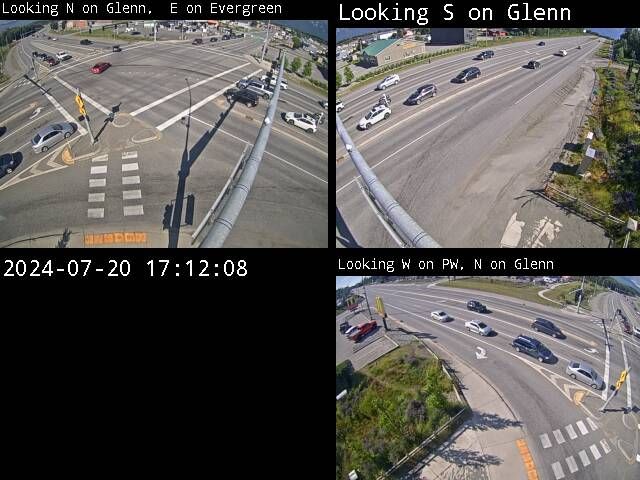 Looking N on Glenn,  E on Evergreen
Looking S on Glenn
2024-07-20 17:12:08
Looking W on PW, N on Glenn